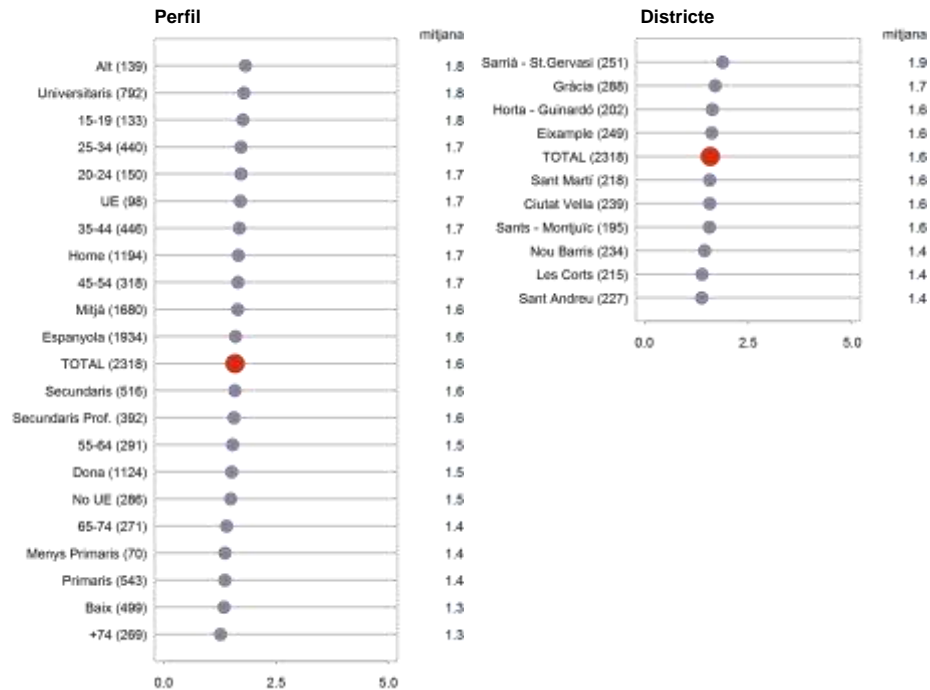 Perfil
mitjana
Alt (139) 1.8
Universitaris (792) 1.8
15-19 (133) 1.8
25-34 (440) 1.7
20-24 (150) 1.7
UE (98) 1.7
35-44 (446) 1.7
Home (1194) 1.7
45-54 (318) 1.7
Mitjà (1680) 1.6
Espanyola (1934) 1.6
TOTAL (2318) 1.6
Secundaris (516) 1.6
Secundaris Prof. (392) 1.6
55-64 (291) 1.5
Dona (1124) 1.5
No UE (286) 1.5
65-74 (271) 1.4
Menys Primaris (70) 1.4
Primaris (543) 1.4
Baix (499) 1.3
+74 (269) 1.3
0.0 2.5 5.0
Districte
mitjana
Sarrià - St.Gervasi (251) 1.9
Gràcia (288) 1.7
Horta - Guinardó (202) 1.6
Eixample (249) 1.6
TOTAL (2318) 1.6
Sant Martí (218) 1.6
Ciutat Vella (239) 1.6
Sants - Montjuïc (195) 1.6
Nou Barris (234) 1.4
Les Corts (215) 1.4
Sant Andreu (227) 1.4
0.0 2.5 5.0